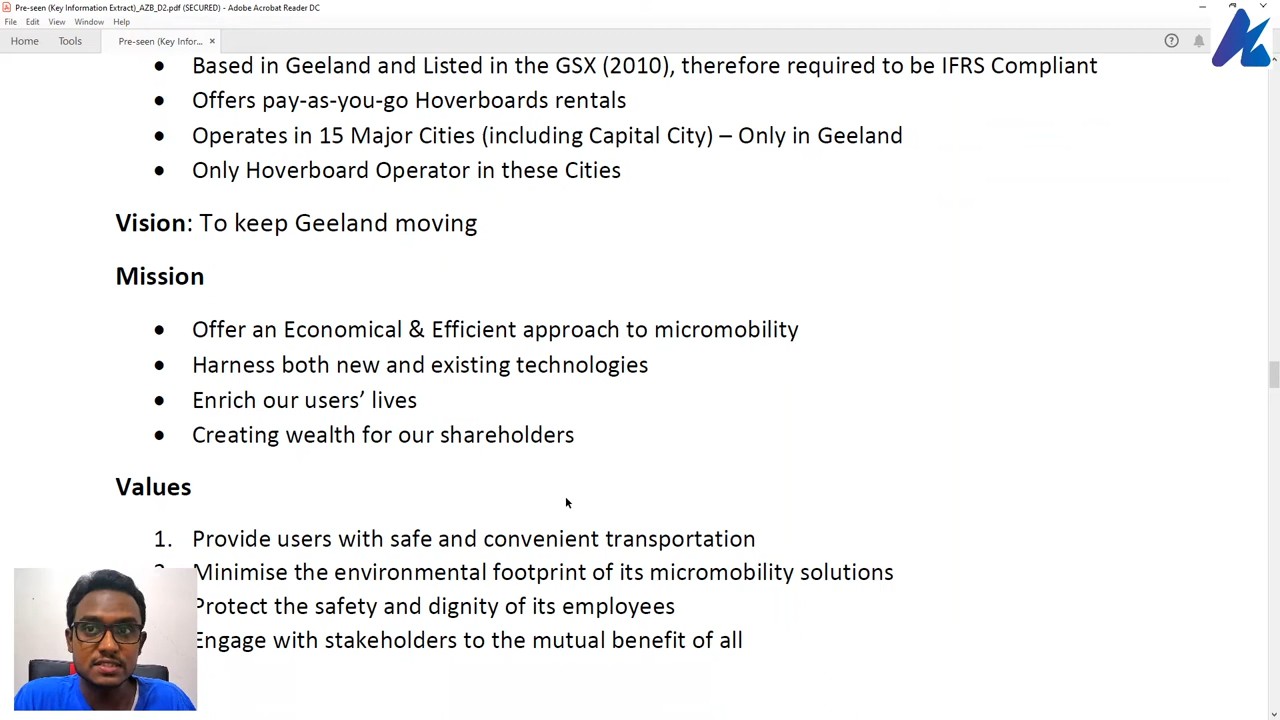 Pre-seen (Key Information Extract)_AZB_D2.pdf (SECURED) - Adobe Acrobat Reader DC
File Edit View Window Help
Home Tools Pre-seen (Key Infor... ×
• Based in Geeland and Listed in the GSX (2010), therefore required to be IFRS Compliant
• Offers pay-as-you-go Hoverboards rentals
• Operates in 15 Major Cities (including Capital City) – Only in Geeland
• Only Hoverboard Operator in these Cities
Vision: To keep Geeland moving
Mission
• Offer an Economical & Efficient approach to micromobility
• Harness both new and existing technologies
• Enrich our users’ lives
• Creating wealth for our shareholders
Values
1. Provide users with safe and convenient transportation
Minimise the environmental footprint of its micromobility solutions
Protect the safety and dignity of its employees
Engage with stakeholders to the mutual benefit of all